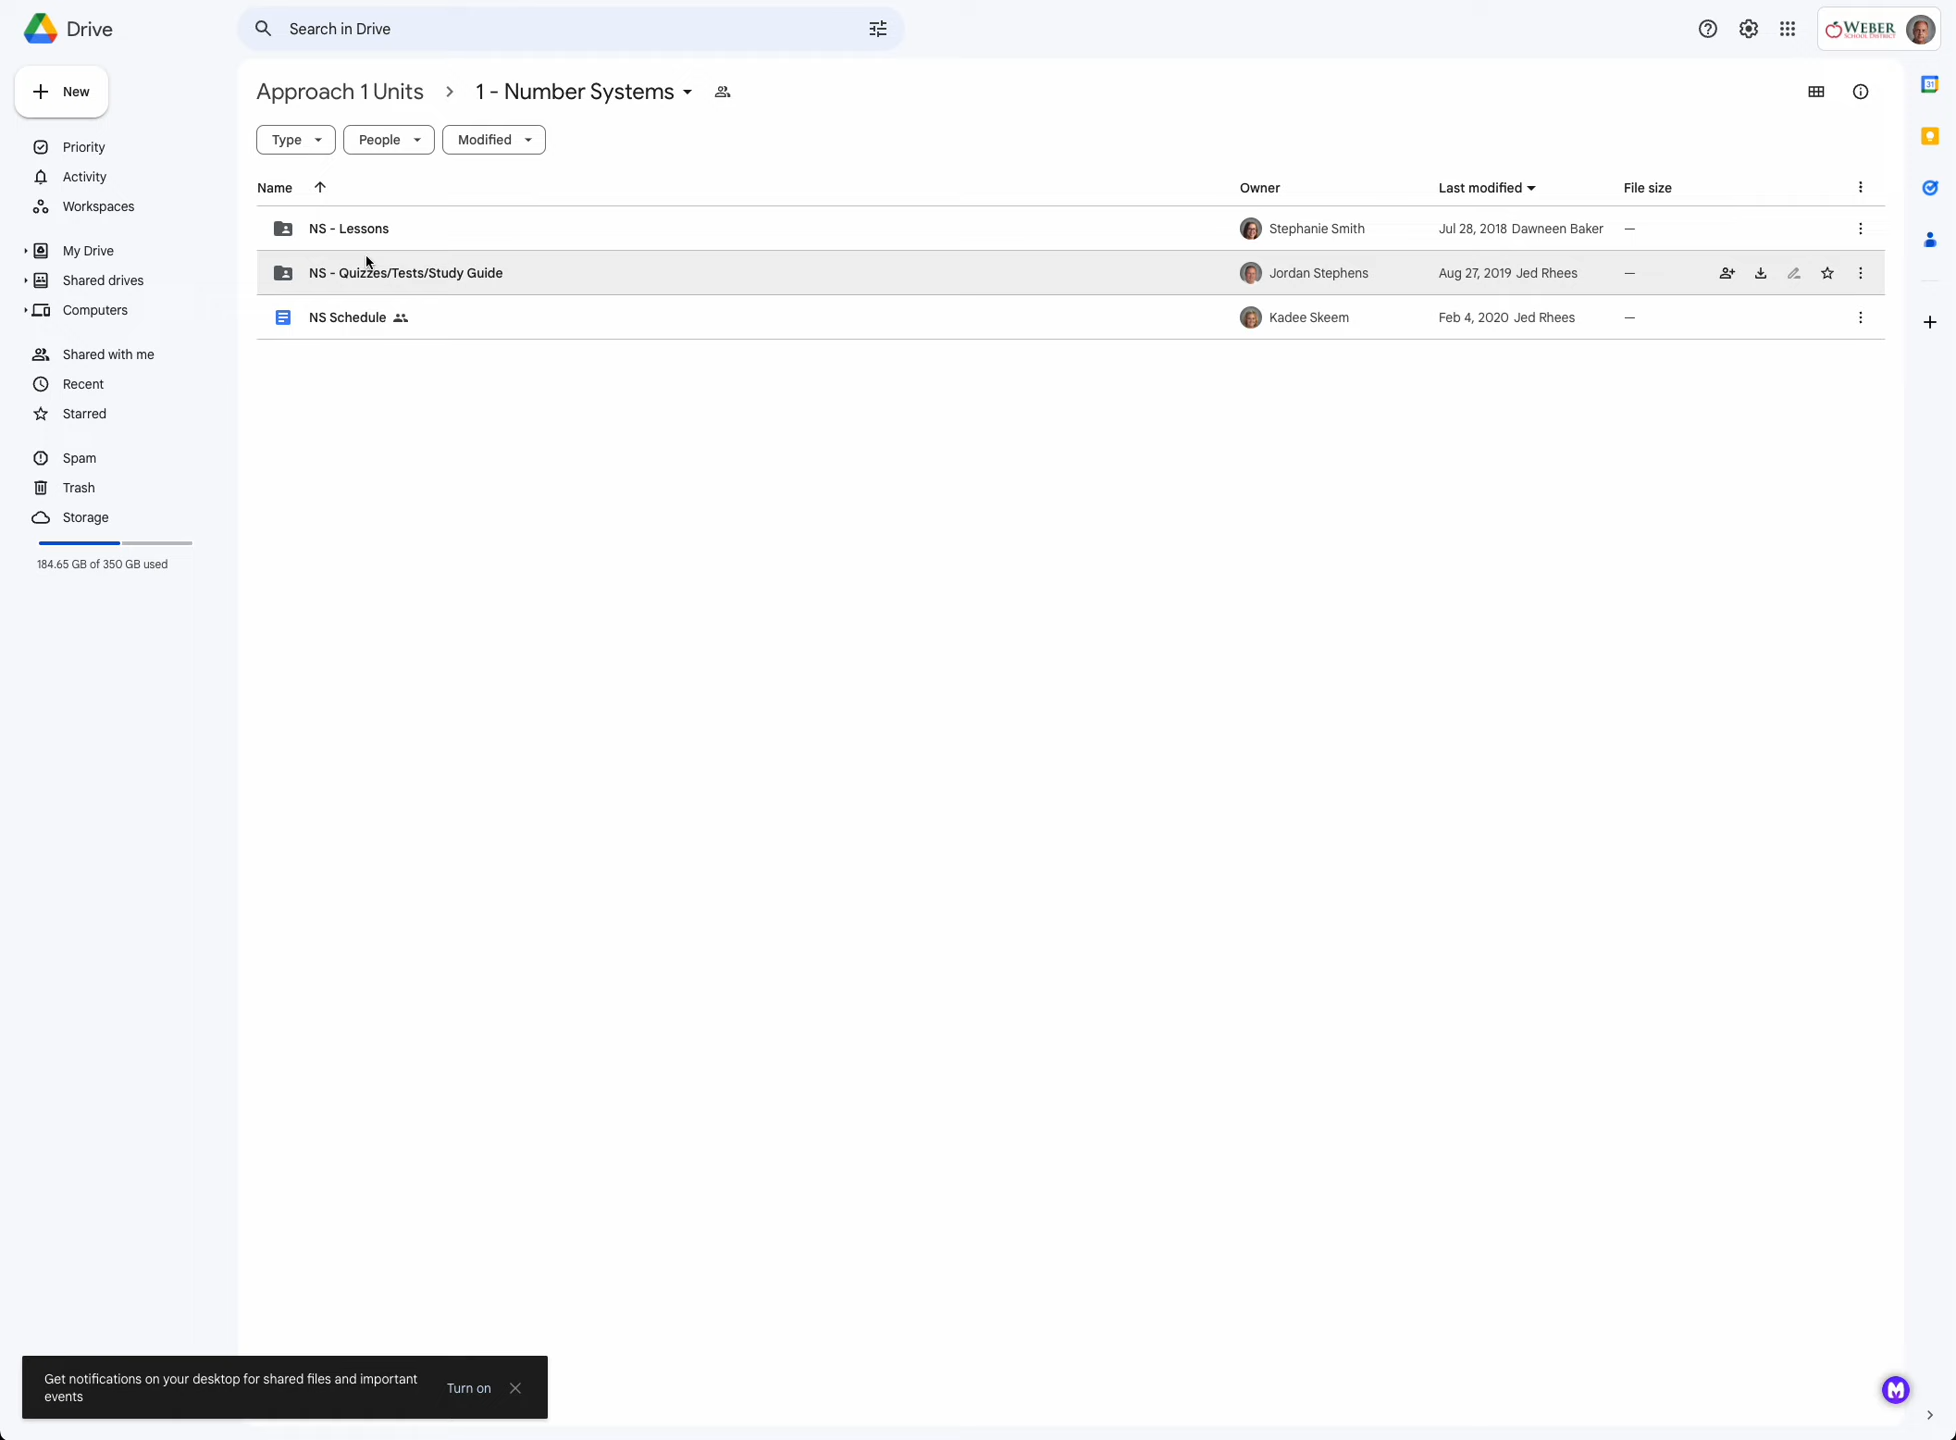 Drive
Search in Drive
WEBER
SCHOOL DISTRICT
New
Approach 1 Units
1 - Number Systems
Type
People
Modified
Priority
Activity
Workspaces
My Drive
Shared drives
Computers
Shared with me
Recent
Starred
Spam
Trash
Storage
184.65 GB of 350 GB used
Name Owner Last modified File size
NS - Lessons Stephanie Smith Jul 28, 2018 Dawneen Baker —
NS - Quizzes/Tests/Study Guide Jordan Stephens Aug 27, 2019 Jed Rhees —
NS Schedule Kadee Skeem Feb 4, 2020 Jed Rhees —
31
Get notifications on your desktop for shared files and important
events
Turn on